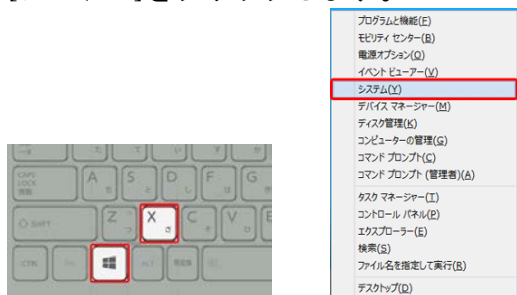 プログラムと機能(F)
モビリティ センター(B)
電源オプション(O)
イベント ビューアー(V)
システム(Y)
デバイス マネージャー(M)
ディスク管理(K)
コンピューターの管理(G)
コマンド プロンプト(C)
コマンド プロンプト (管理者)(A)
タスク マネージャー(T)
コントロール パネル(P)
エクスプローラー(E)
検索(S)
ファイル名を指定して実行(R)
デスクトップ(D)
CAPS LOCK
A S D F G
SHIFT
Z X C V
CTRL ALT